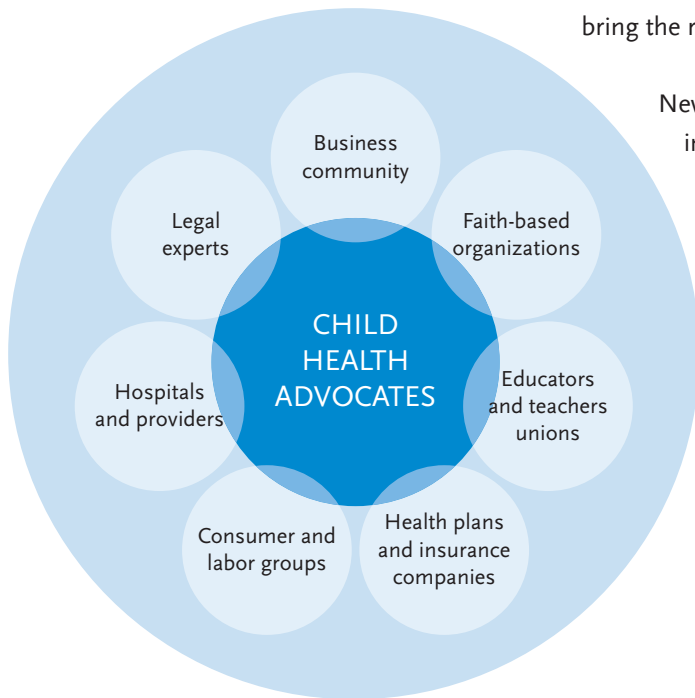 bring the r
New
in
Business
community
Faith-based
organizations
Educators
and teachers
unions
Health plans
and insurance
companies
Consumer and
labor groups
Hospitals
and providers
Legal
experts
CHILD
HEALTH
ADVOCATES